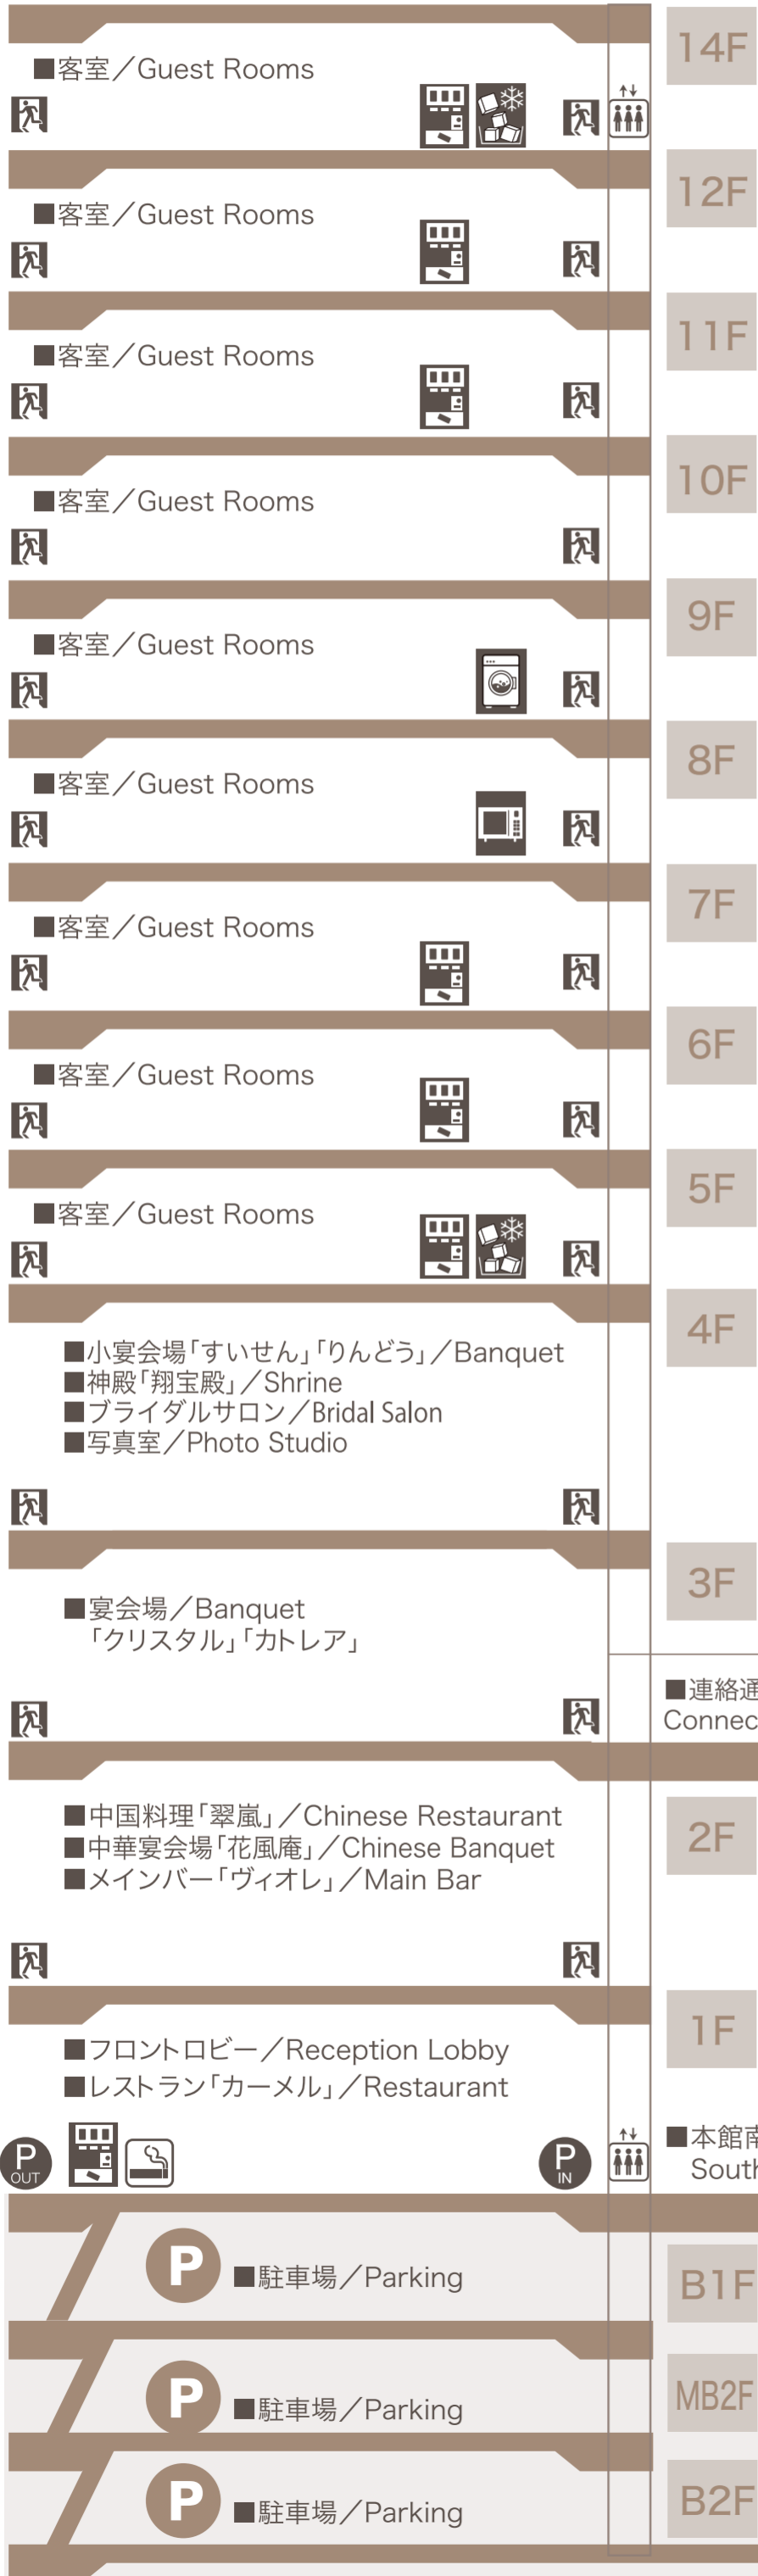 14F
■客室／Guest Rooms
12F
■客室／Guest Rooms
11F
■客室／Guest Rooms
10F
■客室／Guest Rooms
9F
■客室／Guest Rooms
8F
■客室／Guest Rooms
7F
■客室／Guest Rooms
6F
■客室／Guest Rooms
5F
■客室／Guest Rooms
4F
■小宴会場「すいせん」「りんどう」／Banquet
■神殿「翔宝殿」／Shrine
■ブライダルサロン／Bridal Salon
■写真室／Photo Studio
3F
■宴会場／Banquet
「クリスタル」「カトレア」
■連絡通
Connec
2F
■中国料理「翠嵐」／Chinese Restaurant
■中華宴会場「花風庵」／Chinese Banquet
■メインバー「ヴィオレ」／Main Bar
1F
■フロントロビー／Reception Lobby
■レストラン「カーメル」／Restaurant
P OUT
P IN
■本館南
South
B1F
P ■駐車場／Parking
MB2F
P ■駐車場／Parking
B2F
P ■駐車場／Parking